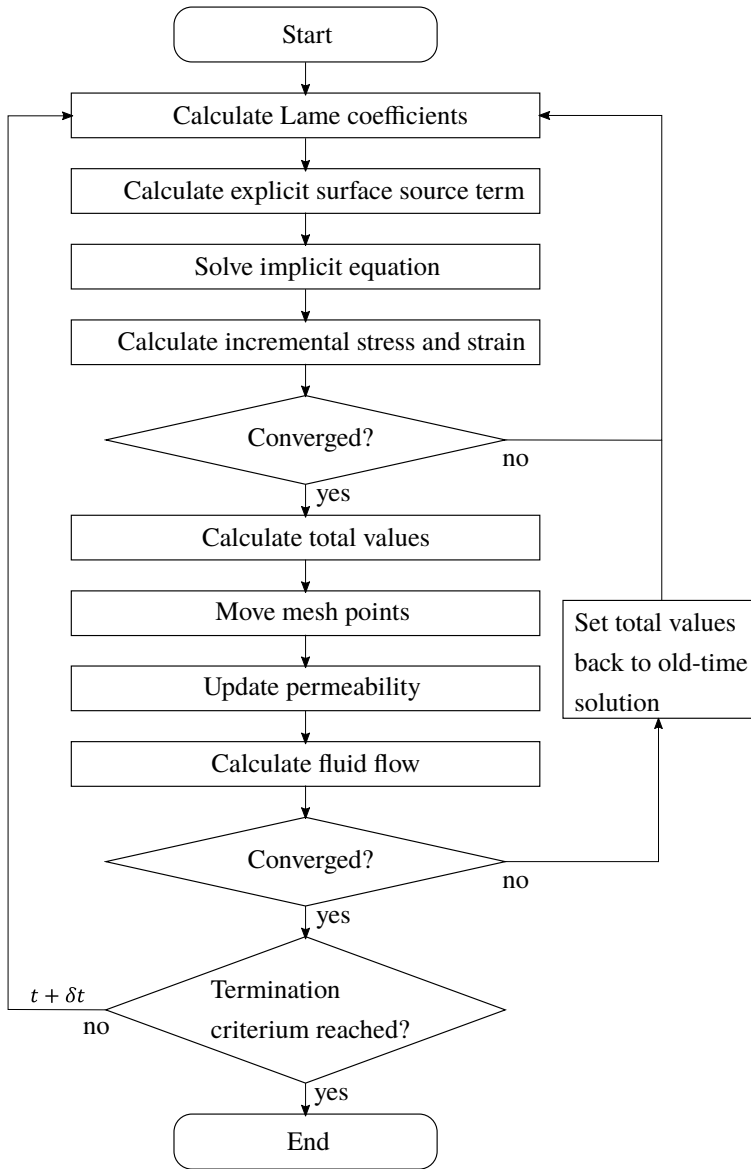 Start
Calculate Lame coefficients
Calculate explicit surface source term
Solve implicit equation
Calculate incremental stress and strain
Converged?
no
yes
Calculate total values
Move mesh points
Set total values
back to old-time
solution
Update permeability
Calculate fluid flow
Converged?
no
yes
Termination
criterium reached?
t + δt
no
yes
End